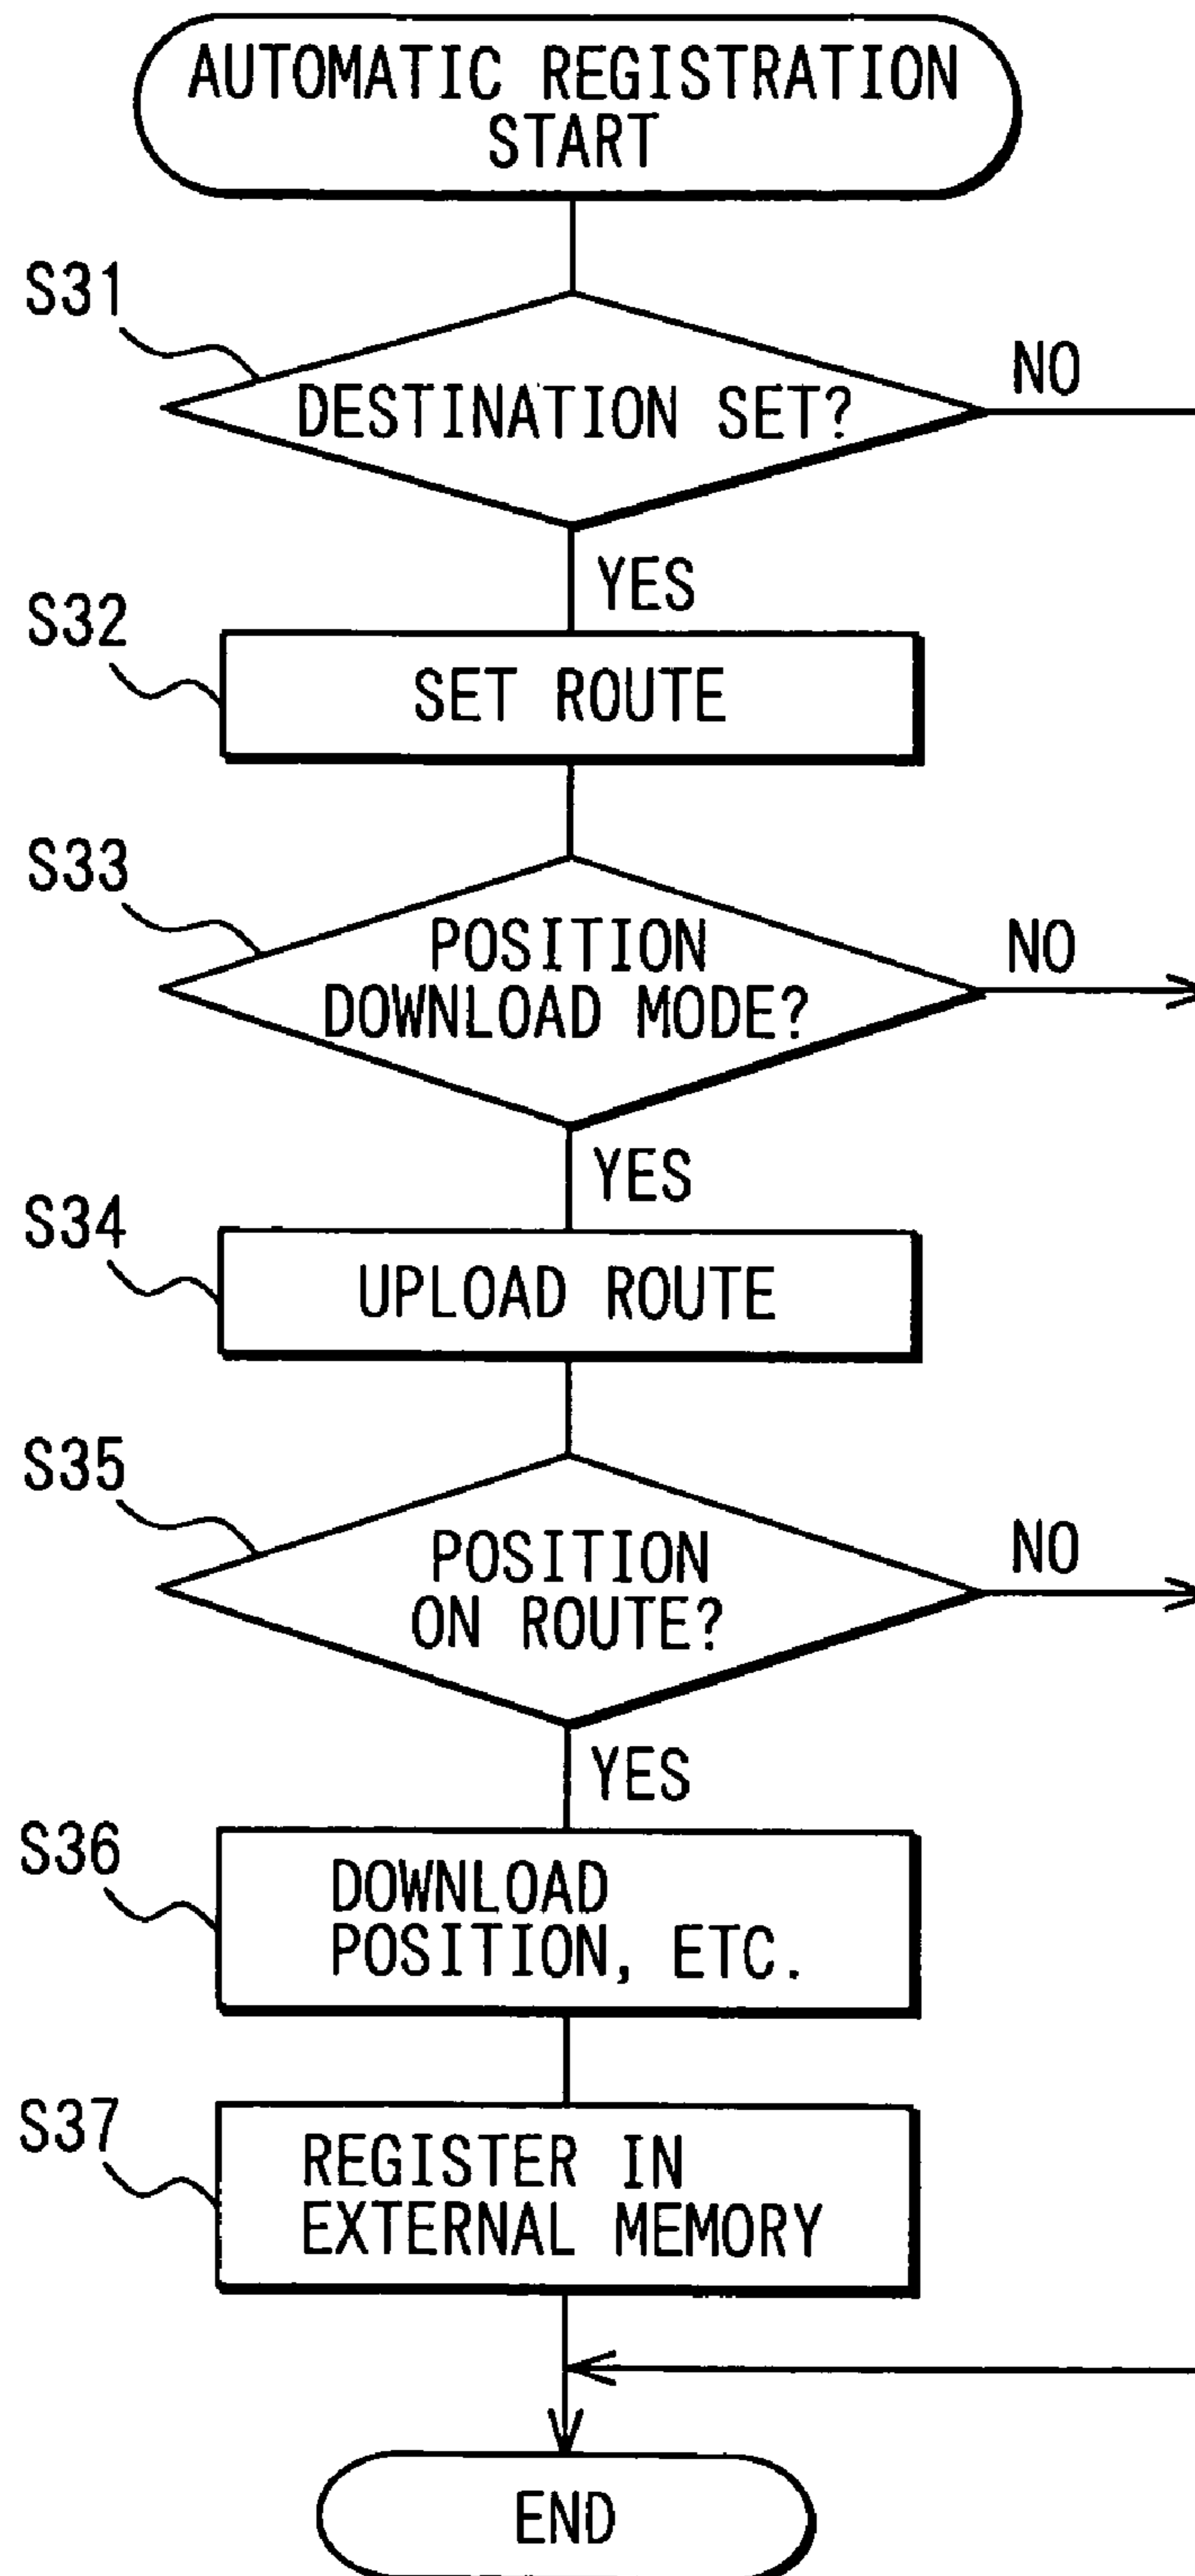 AUTOMATIC REGISTRATION
START
S31
DESTINATION SET?
NO
YES
S32
SET ROUTE
S33
POSITION
DOWNLOAD MODE?
NO
YES
S34
UPLOAD ROUTE
S35
POSITION
ON ROUTE?
NO
YES
S36
DOWNLOAD
POSITION, ETC.
S37
REGISTER IN
EXTERNAL MEMORY
END